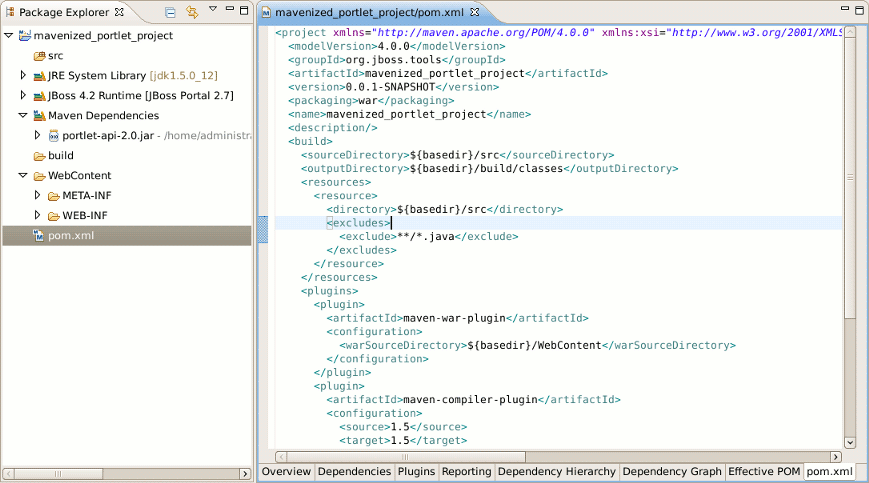 Package Explorer
mavenized_portlet_project
src
JRE System Library [jdk1.5.0_12]
JBoss 4.2 Runtime [JBoss Portal 2.7]
Maven Dependencies
portlet-api-2.0.jar - /home/administra
build
WebContent
META-INF
WEB-INF
pom.xml
mavenized_portlet_project/pom.xml
<project xmlns="http://maven.apache.org/POM/4.0.0" xmlns:xsi="http://www.w3.org/2001/XMLS
<modelVersion>4.0.0</modelVersion>
<groupId>org.jboss.tools</groupId>
<artifactId>mavenized_portlet_project</artifactId>
<version>0.0.1-SNAPSHOT</version>
<packaging>war</packaging>
<name>mavenized_portlet_project</name>
<description/>
<build>
<sourceDirectory>${basedir}/src</sourceDirectory>
<outputDirectory>${basedir}/build/classes</outputDirectory>
<resources>
<resource>
<directory>${basedir}/src</directory>
<excludes>
<exclude>**/*.java</exclude>
</excludes>
</resource>
</resources>
<plugins>
<plugin>
<artifactId>maven-war-plugin</artifactId>
<configuration>
<warSourceDirectory>${basedir}/WebContent</warSourceDirectory>
</configuration>
</plugin>
<plugin>
<artifactId>maven-compiler-plugin</artifactId>
<configuration>
<source>1.5</source>
<target>1.5</target>
Overview Dependencies Plugins Reporting Dependency Hierarchy Dependency Graph Effective POM pom.xml